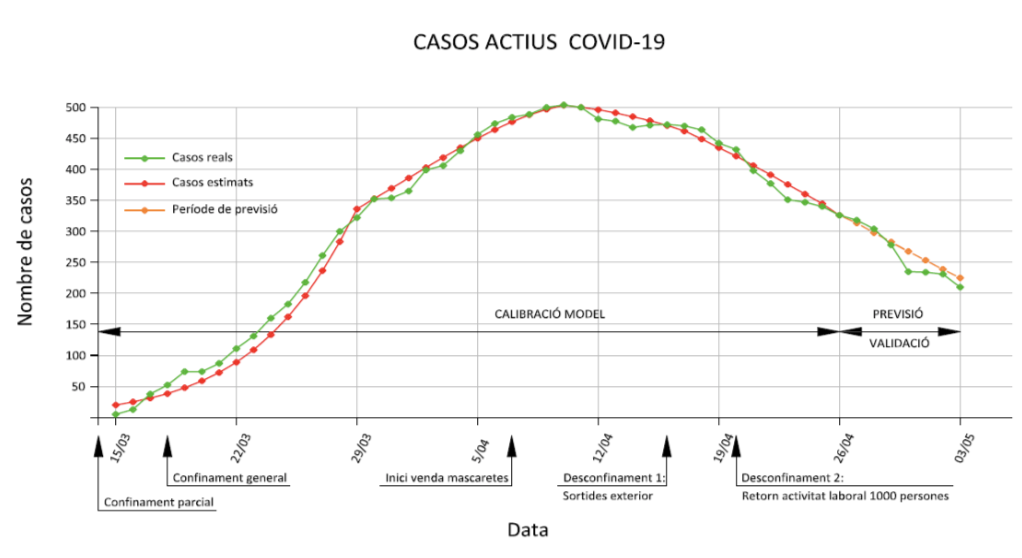 CASOS ACTIUS  COVID-19
Nombre de casos
500
450
400
350
300
250
200
150
100
50
Casos reals
Casos estimats
Període de previsió
CALIBRACIÓ MODEL
PREVISIÓ
VALIDACIÓ
15/03
22/03
29/03
5/04
12/04
19/04
26/04
03/05
Confinament parcial
Confinament general
Inici venda mascaretes
Desconfinament 1:
Sortides exterior
Desconfinament 2:
Retorn activitat laboral 1000 persones
Data